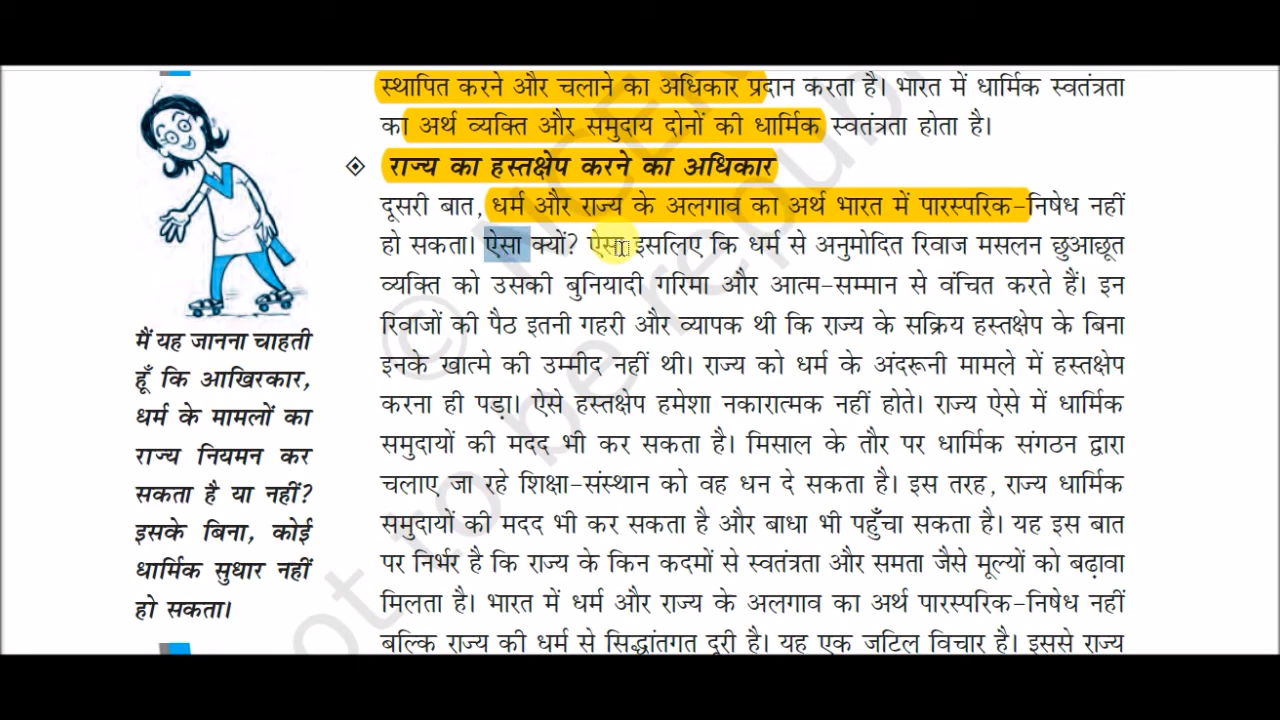 स्थापित करने और चलाने का अधिकार प्रदान करता है। भारत में धार्मिक स्वतंत्रता
का अर्थ व्यक्ति और समुदाय दोनों की धार्मिक स्वतंत्रता होता है।
राज्य का हस्तक्षेप करने का अधिकार
दूसरी बात, धर्म और राज्य के अलगाव का अर्थ भारत में पारस्परिक-निषेध नहीं
हो सकता। ऐसा क्यों? ऐसा इसलिए कि धर्म से अनुमोदित रिवाज मसलन छुआछूत
व्यक्ति को उसकी बुनियादी गरिमा और आत्म-सम्मान से वंचित करते हैं। इन
रिवाजों की पैठ इतनी गहरी और व्यापक थी कि राज्य के सक्रिय हस्तक्षेप के बिना
इनके खात्मे की उम्मीद नहीं थी। राज्य को धर्म के अंदरूनी मामले में हस्तक्षेप
करना ही पड़ा। ऐसे हस्तक्षेप हमेशा नकारात्मक नहीं होते। राज्य ऐसे में धार्मिक
समुदायों की मदद भी कर सकता है। मिसाल के तौर पर धार्मिक संगठन द्वारा
चलाए जा रहे शिक्षा-संस्थान को वह धन दे सकता है। इस तरह, राज्य धार्मिक
समुदायों की मदद भी कर सकता है और बाधा भी पहुँचा सकता है। यह इस बात
पर निर्भर है कि राज्य के किन कदमों से स्वतंत्रता और समता जैसे मूल्यों को बढ़ावा
मिलता है। भारत में धर्म और राज्य के अलगाव का अर्थ पारस्परिक-निषेध नहीं
बल्कि राज्य की धर्म से सिद्धांतगत दूरी है। यह एक जटिल विचार है। इससे राज्य
मैं यह जानना चाहती
हूँ कि आखिरकार,
धर्म के मामलों का
राज्य नियमन कर
सकता है या नहीं?
इसके बिना, कोई
धार्मिक सुधार नहीं
हो सकता।
© NCER
not to be republi